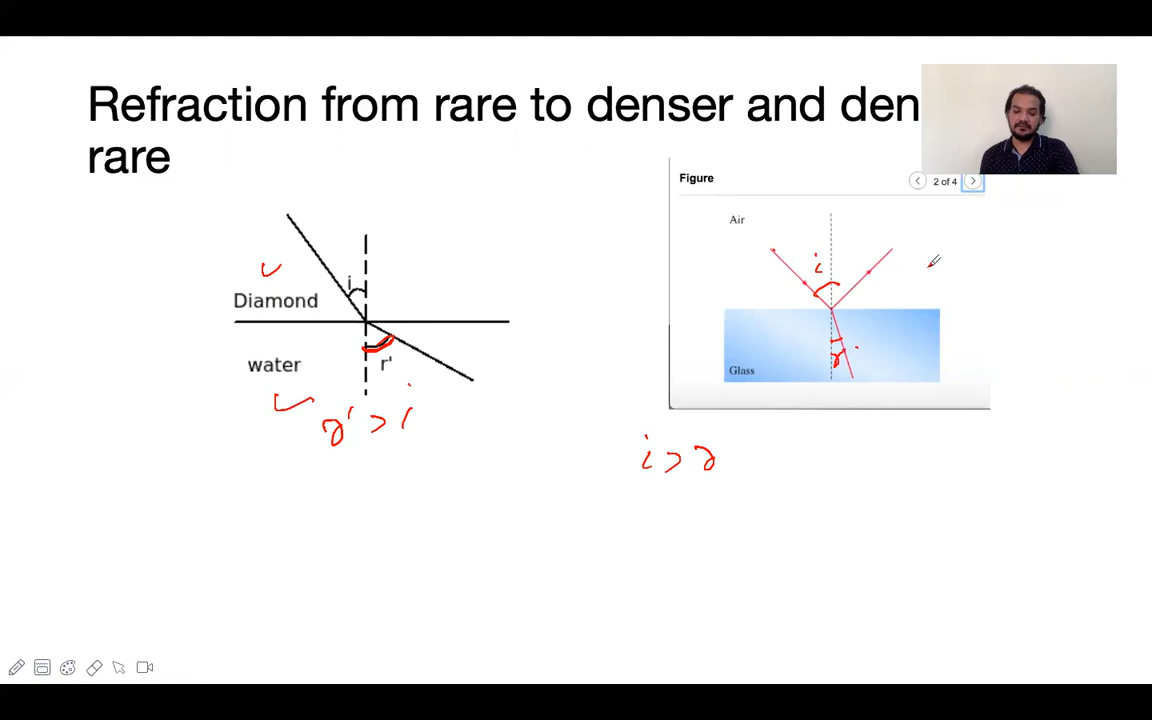 Refraction from rare to denser and den
rare
Figure
2 of 4
Air
i
i
Diamond
water
r'
r' > i
Glass
r
i > r